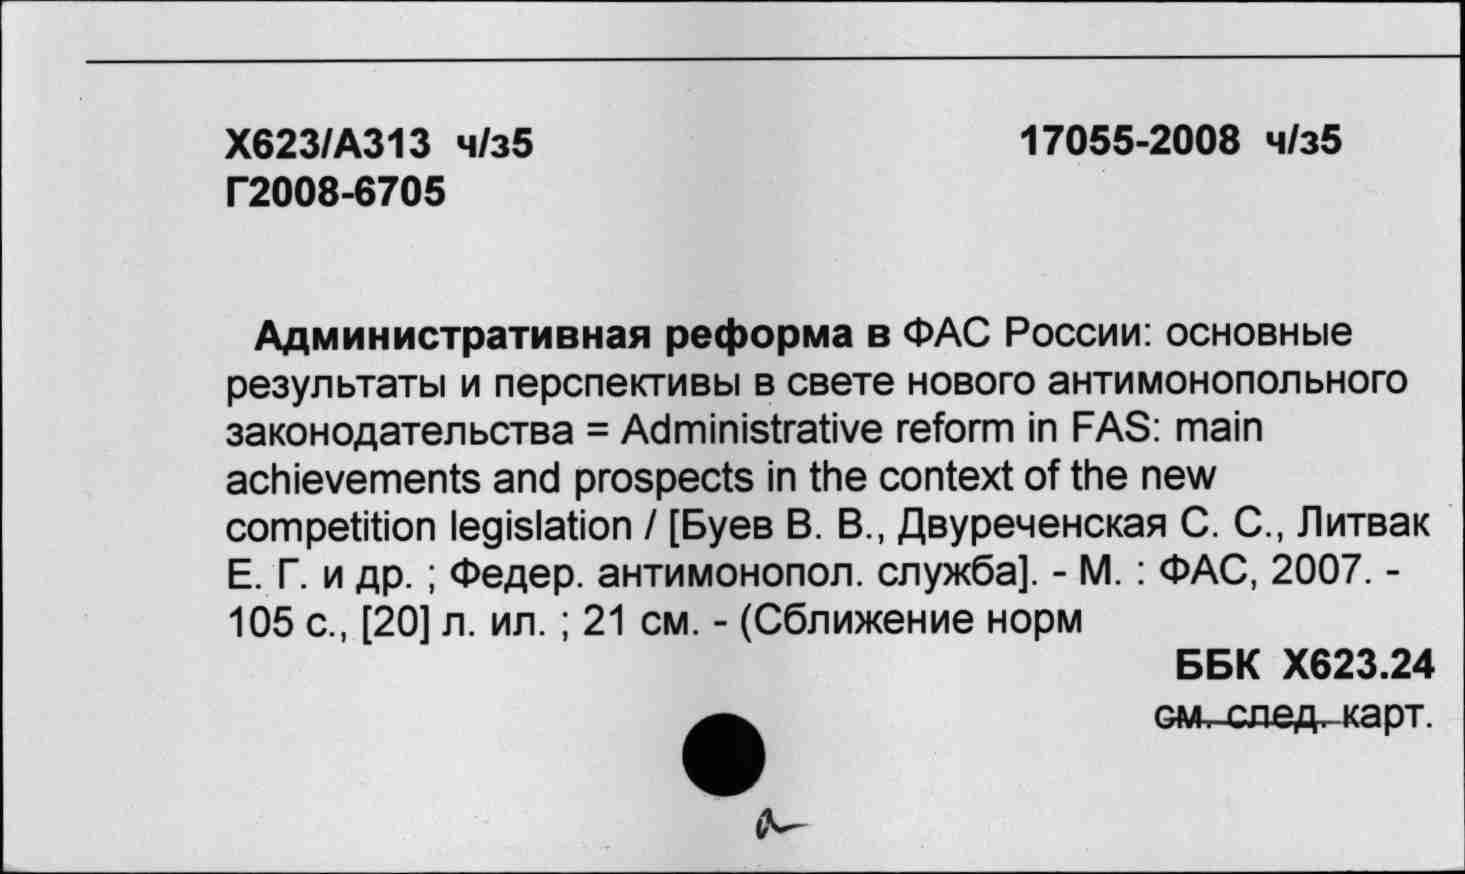 Х623/А313 ч/з5 17055-2008 ч/з5
Г2008-6705
Административная реформа в ФАС России: основные
результаты и перспективы в свете нового антимонопольного
законодательства = Administrative reform in FAS: main
achievements and prospects in the context of the new
competition legislation / [Буев В. В., Двуреченская С. С., Литвак
Е. Г. и др. ; Федер. антимонопол. служба]. - М. : ФАС, 2007. -
105 с., [20] л. ил. ; 21 см. - (Сближение норм
ББК Х623.24
см. след. карт.